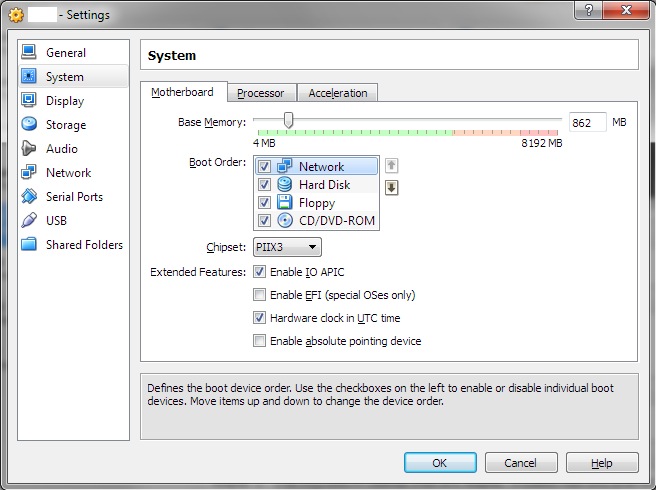 - Settings
?
X
General
System
Display
Storage
Audio
Network
Serial Ports
USB
Shared Folders
System
Motherboard
Processor
Acceleration
Base Memory:
862
MB
4 MB
8192 MB
Boot Order:
Network
Hard Disk
Floppy
CD/DVD-ROM
Chipset:
PIIX3
Extended Features:
Enable IO APIC
Enable EFI (special OSes only)
Hardware clock in UTC time
Enable absolute pointing device
Defines the boot device order. Use the checkboxes on the left to enable or disable individual boot
devices. Move items up and down to change the device order.
OK
Cancel
Help